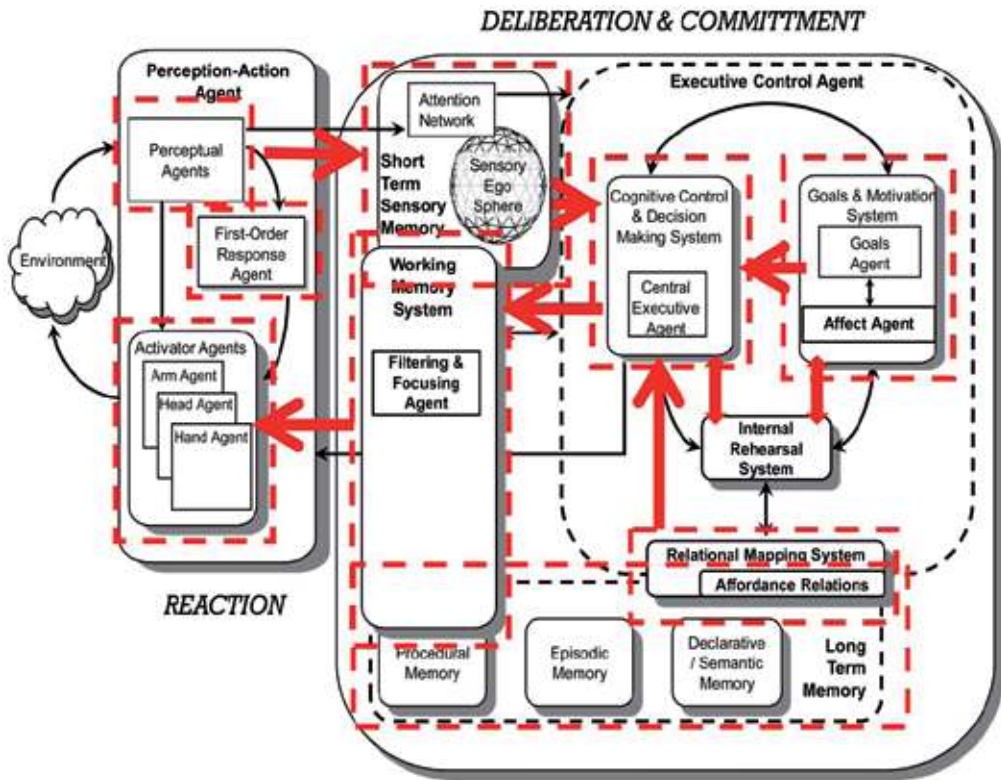 DELIBERATION & COMMITTMENT
Perception-Action
Agent
Perceptual
Agents
First-Order
Response
Agent
Environment
Activator Agents
Arm Agent
Head Agent
Hand Agent
REACTION
Attention
Network
Short
Term
Sensory
Memory
Sensory
Ego
Sphere
Working
Memory
System
Filtering &
Focusing
Agent
Executive Control Agent
Cognitive Control
& Decision
Making System
Central
Executive
Agent
Goals & Motivation
System
Goals
Agent
Affect Agent
Internal
Rehearsal
System
Relational Mapping System
Affordance Relations
Procedural
Memory
Episodic
Memory
Declarative
/ Semantic
Memory
Long
Term
Memory